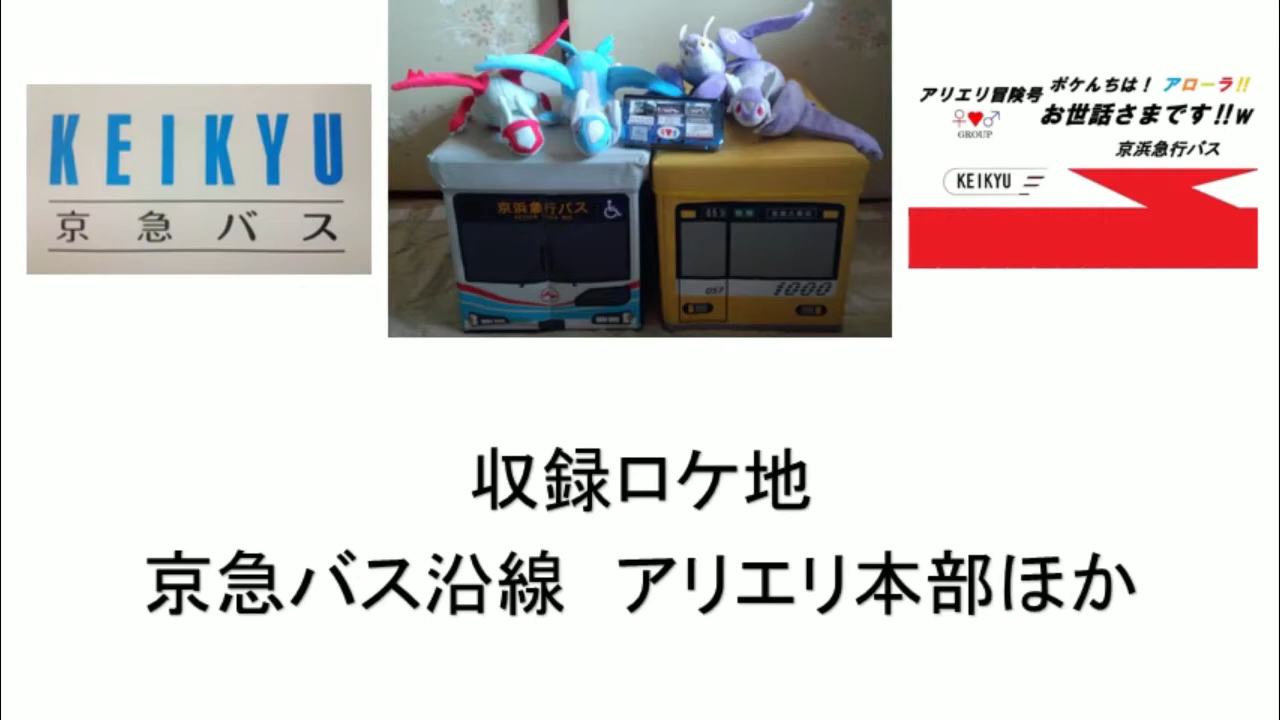 KEIKYU
京急バス
京浜急行バス
057
1000
アリエリ冒険号
♀♥♂
GROUP
ポケんちは！ アローラ!!
お世話さまです!!w
京浜急行バス
KEIKYU
収録ロケ地
京急バス沿線　アリエリ本部ほか